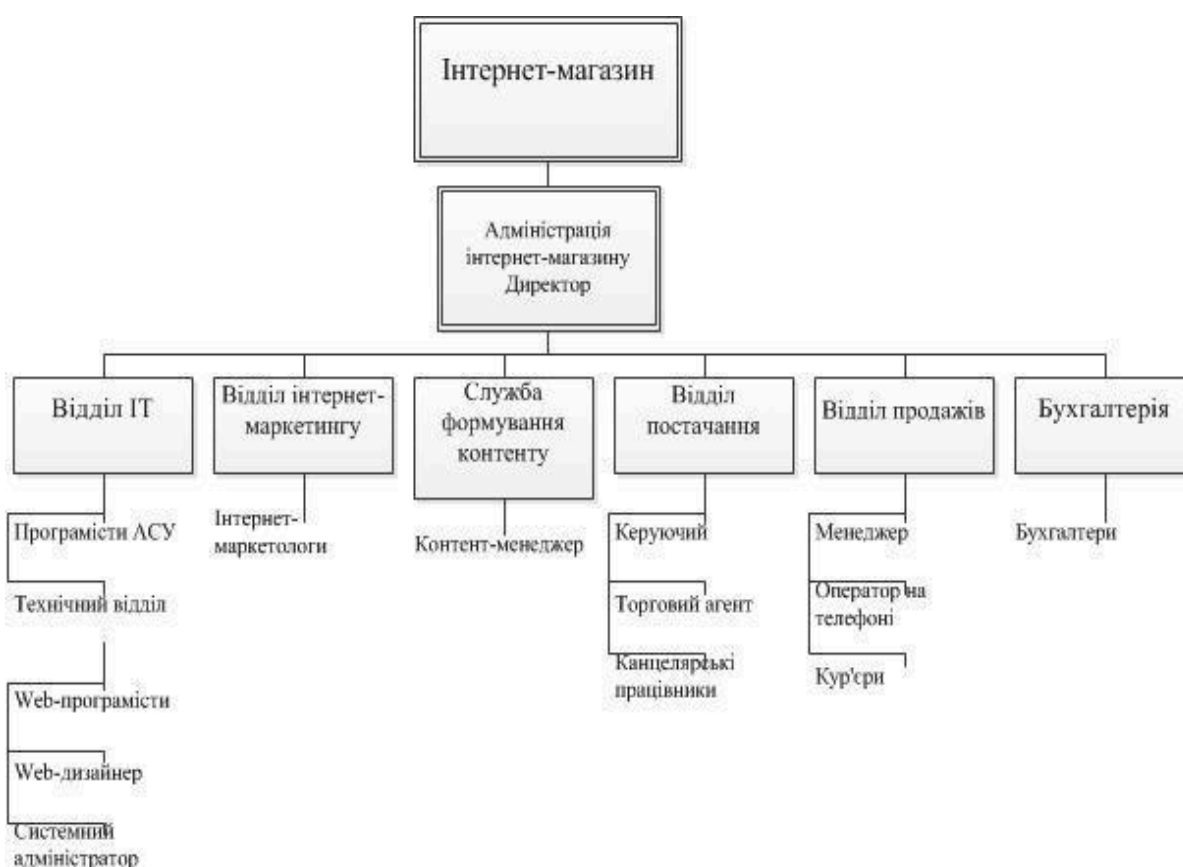 Інтернет-магазин
Адміністрація
інтернет-магазину
Директор
Відділ ІТ
Відділ інтернет-
маркетингу
Служба
формування
контенту
Відділ
постачання
Відділ продажів
Бухгалтерія
Програмісти АСУ
Технічний відділ
Web-програмісти
Web-дизайнер
Системний
адміністратор
Інтернет-
маркетологи
Контент-менеджер
Керуючий
Торговий агент
Канцелярські
працівники
Менеджер
Оператор на
телефоні
Кур'єри
Бухгалтери